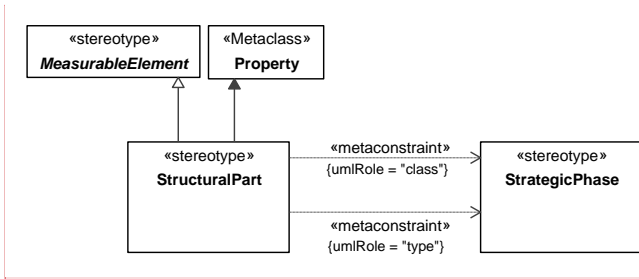 «stereotype»
MeasurableElement
«Metaclass»
Property
«stereotype»
StructuralPart
«metaconstraint»
{umlRole = "class"}
«metaconstraint»
{umlRole = "type"}
«stereotype»
StrategicPhase